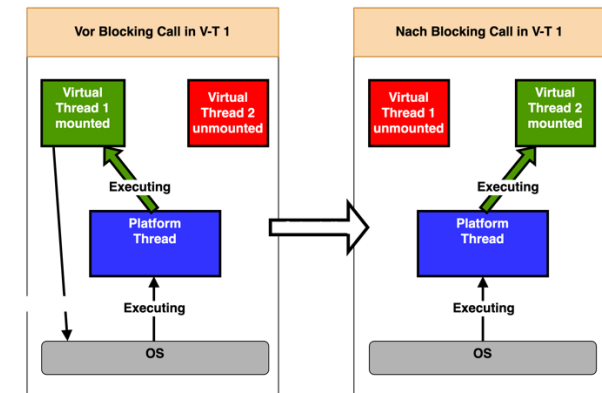 Vor Blocking Call in V-T 1
Virtual
Thread 1
mounted
Virtual
Thread 2
unmounted
Executing
Platform
Thread
Executing
OS
Nach Blocking Call in V-T 1
Virtual
Thread 1
unmounted
Virtual
Thread 2
mounted
Executing
Platform
Thread
Executing
OS